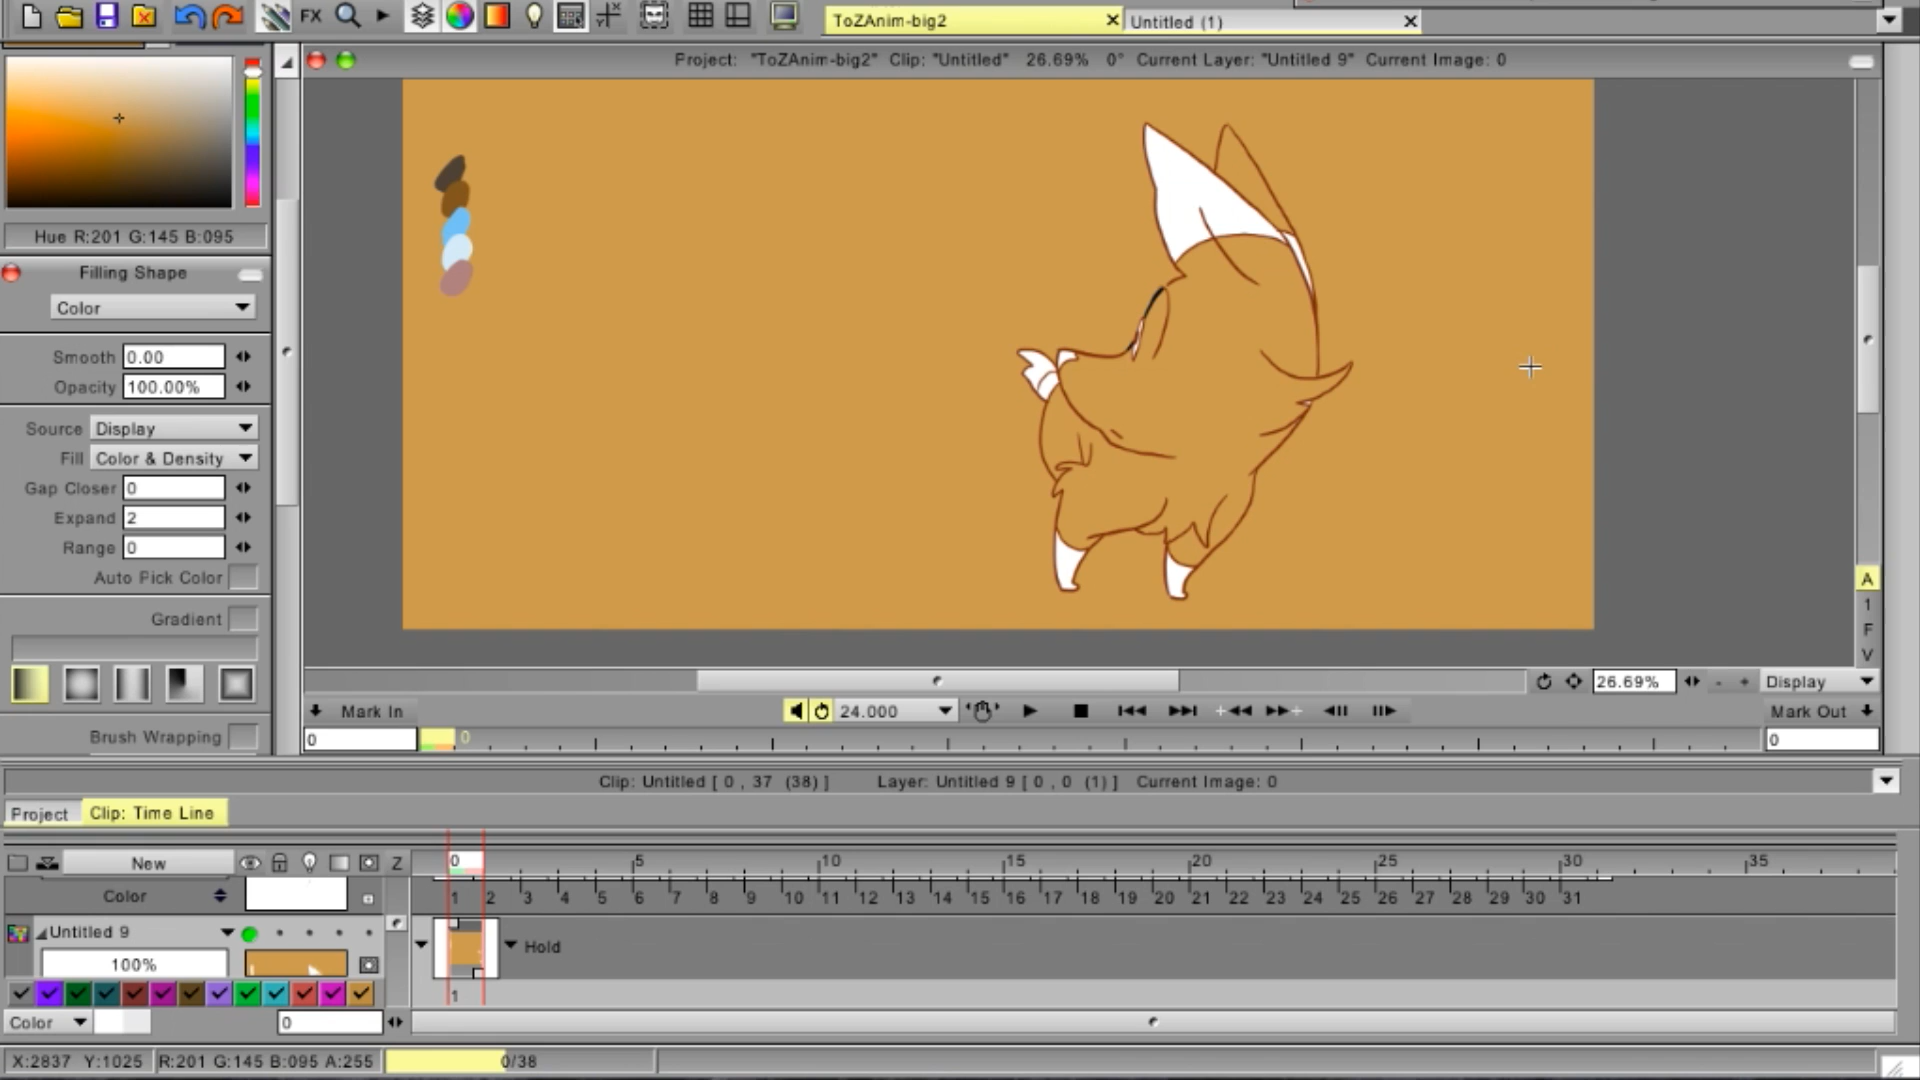 FX
ToZAnim-big2
Untitled (1)
Project: "ToZAnim-big2" Clip: "Untitled" 26.69% 0° Current Layer: "Untitled 9" Current Image: 0
Hue R:201 G:145 B:095
Filling Shape
Color
Smooth 0.00
Opacity 100.00%
Source Display
Fill Color & Density
Gap Closer 0
Expand 2
Range 0
Auto Pick Color
Gradient
Brush Wrapping
A
1
F
V
26.69% - + Display
Mark In 24.000 Mark Out
0 0 0
Clip: Untitled [ 0 , 37 (38) ] Layer: Untitled 9 [ 0 , 0 (1) ] Current Image: 0
Project Clip: Time Line
New Z 0 5 10 15 20 25 30 35
Color 1 2 3 4 5 6 7 8 9 10 11 12 13 14 15 16 17 18 19 20 21 22 23 24 25 26 27 28 29 30 31
Untitled 9
Hold
100%
1
Color 0
X:2837 Y:1025 R:201 G:145 B:095 A:255 0/38